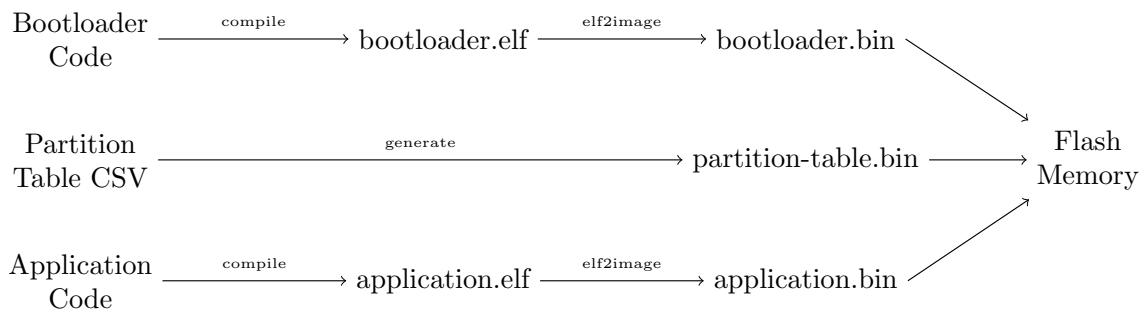 Bootloader
Code
compile
bootloader.elf
elf2image
bootloader.bin
Partition
Table CSV
generate
partition-table.bin
Flash
Memory
Application
Code
compile
application.elf
elf2image
application.bin